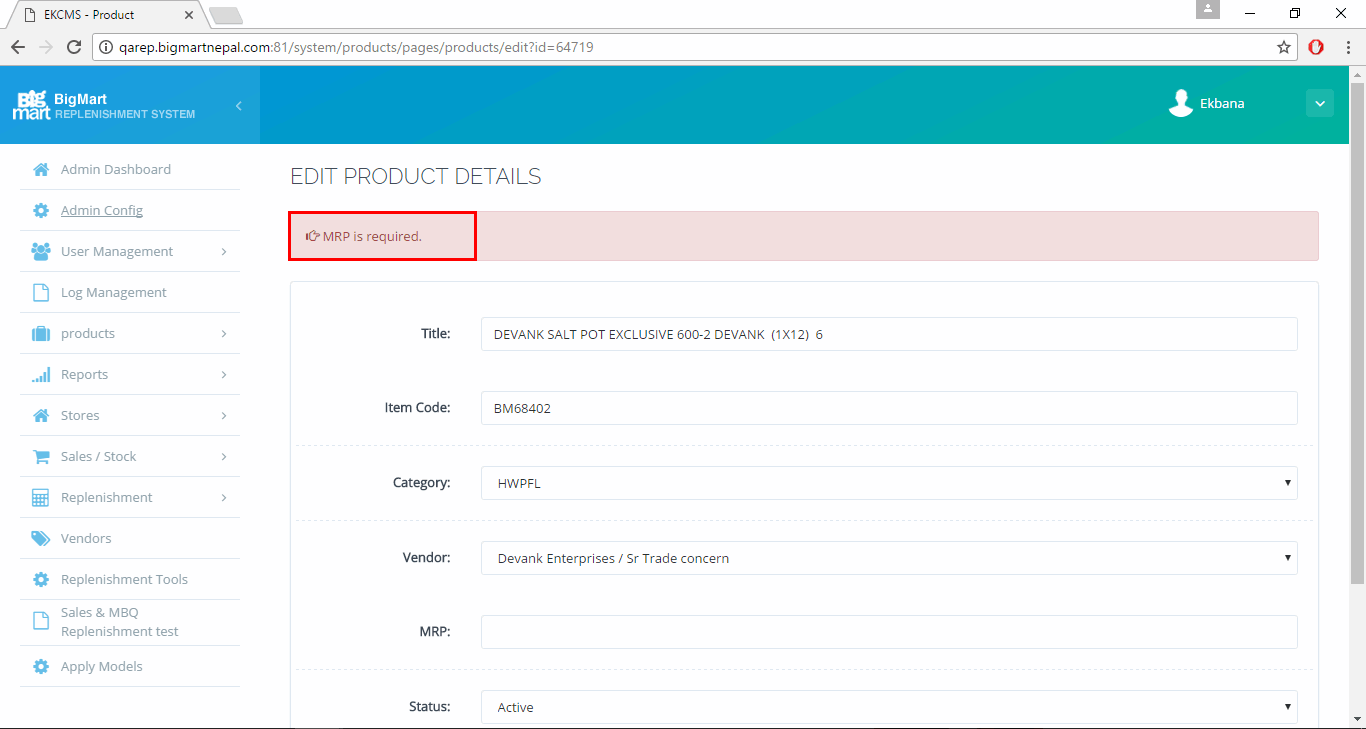 EKCMS - Product
qarep.bigmartnepal.com:81/system/products/pages/products/edit?id=64719
Big mart
BigMart
REPLENISHMENT SYSTEM
Ekbana
Admin Dashboard
Admin Config
User Management
Log Management
products
Reports
Stores
Sales / Stock
Replenishment
Vendors
Replenishment Tools
Sales & MBQ
Replenishment test
Apply Models
EDIT PRODUCT DETAILS
MRP is required.
Title: DEVANK SALT POT EXCLUSIVE 600-2 DEVANK  (1X12)  6
Item Code: BM68402
Category: HWPFL
Vendor: Devank Enterprises / Sr Trade concern
MRP:
Status: Active